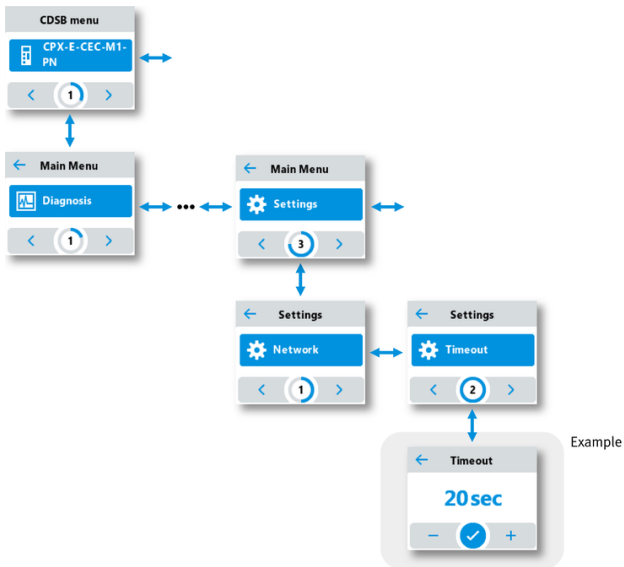 CDSB menu
CPX-E-CEC-M1-
PN
1
Main Menu
Diagnosis
1
•••
Main Menu
Settings
3
Settings
Network
1
Settings
Timeout
2
Example
Timeout
20 sec
− +